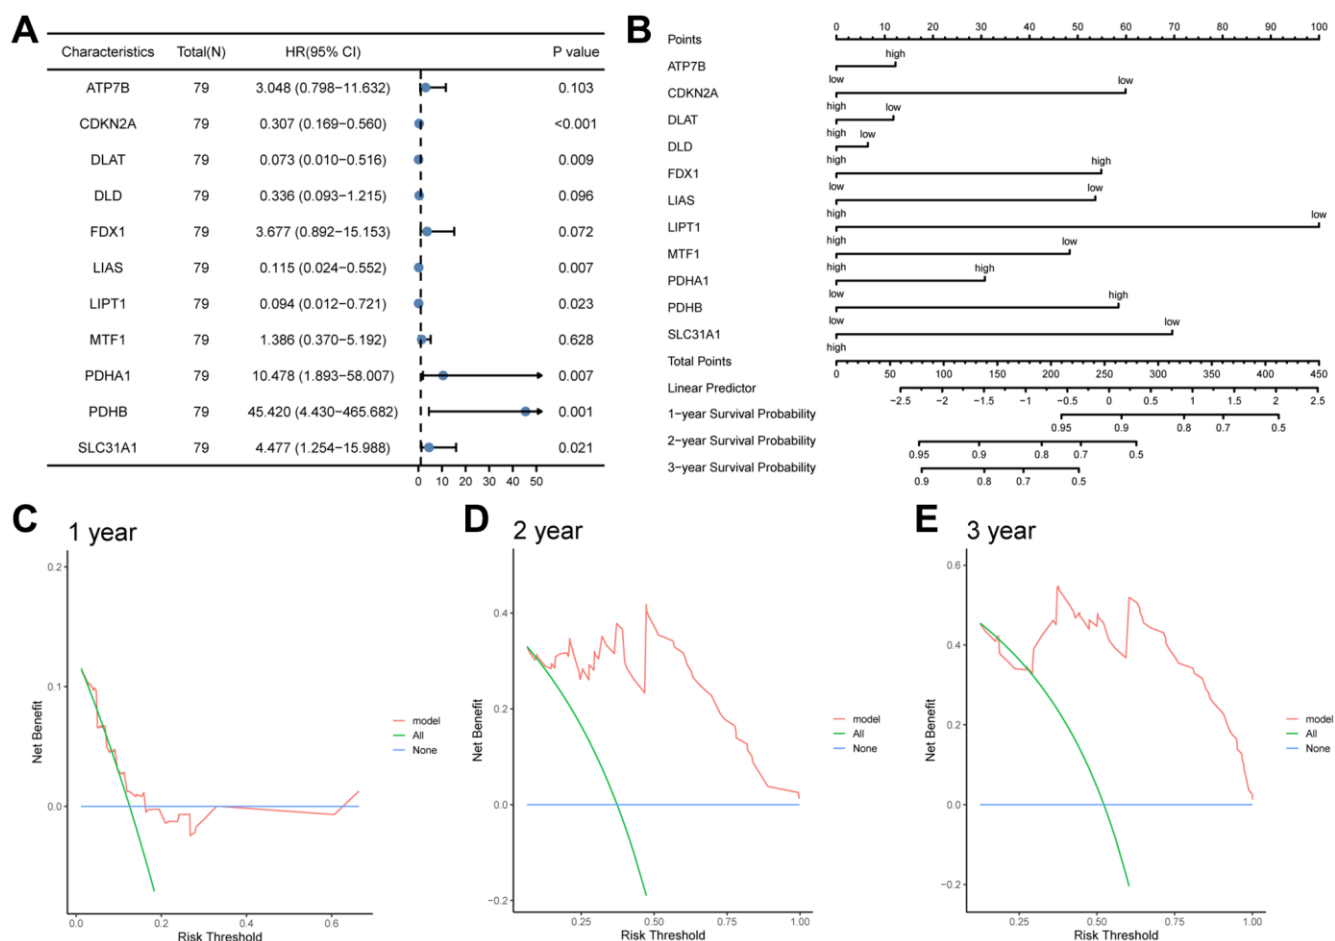 A
Characteristics Total(N) HR(95% CI) P value
ATP7B 79 3.048 (0.798−11.632) 0.103
CDKN2A 79 0.307 (0.169−0.560) <0.001
DLAT 79 0.073 (0.010−0.516) 0.009
DLD 79 0.336 (0.093−1.215) 0.096
FDX1 79 3.677 (0.892−15.153) 0.072
LIAS 79 0.115 (0.024−0.552) 0.007
LIPT1 79 0.094 (0.012−0.721) 0.023
MTF1 79 1.386 (0.370−5.192) 0.628
PDHA1 79 10.478 (1.893−58.007) 0.007
PDHB 79 45.420 (4.430−465.682) 0.001
SLC31A1 79 4.477 (1.254−15.988) 0.021
0 10 20 30 40 50
B
Points 0 10 20 30 40 50 60 70 80 90 100
ATP7B high
low
CDKN2A low
high
DLAT low
high
DLD low
high
FDX1 high
low
LIAS low
high
LIPT1 low
high
MTF1 low
high
PDHA1 high
low
PDHB high
low
SLC31A1 low
high
Total Points 0 50 100 150 200 250 300 350 400 450
Linear Predictor −2.5 −2 −1.5 −1 −0.5 0 0.5 1 1.5 2 2.5
1-year Survival Probability 0.95 0.9 0.8 0.7 0.5
2-year Survival Probability 0.95 0.9 0.8 0.7 0.5
3-year Survival Probability 0.9 0.8 0.7 0.5
C
1 year
Net Benefit
0.2
0.1
0.0
0.0 0.2 0.4 0.6
Risk Threshold
model
All
None
D
2 year
Net Benefit
0.4
0.2
0.0
−0.2
0.25 0.50 0.75 1.00
Risk Threshold
model
All
None
E
3 year
Net Benefit
0.6
0.4
0.2
0.0
−0.2
0.25 0.50 0.75 1.00
Risk Threshold
model
All
None